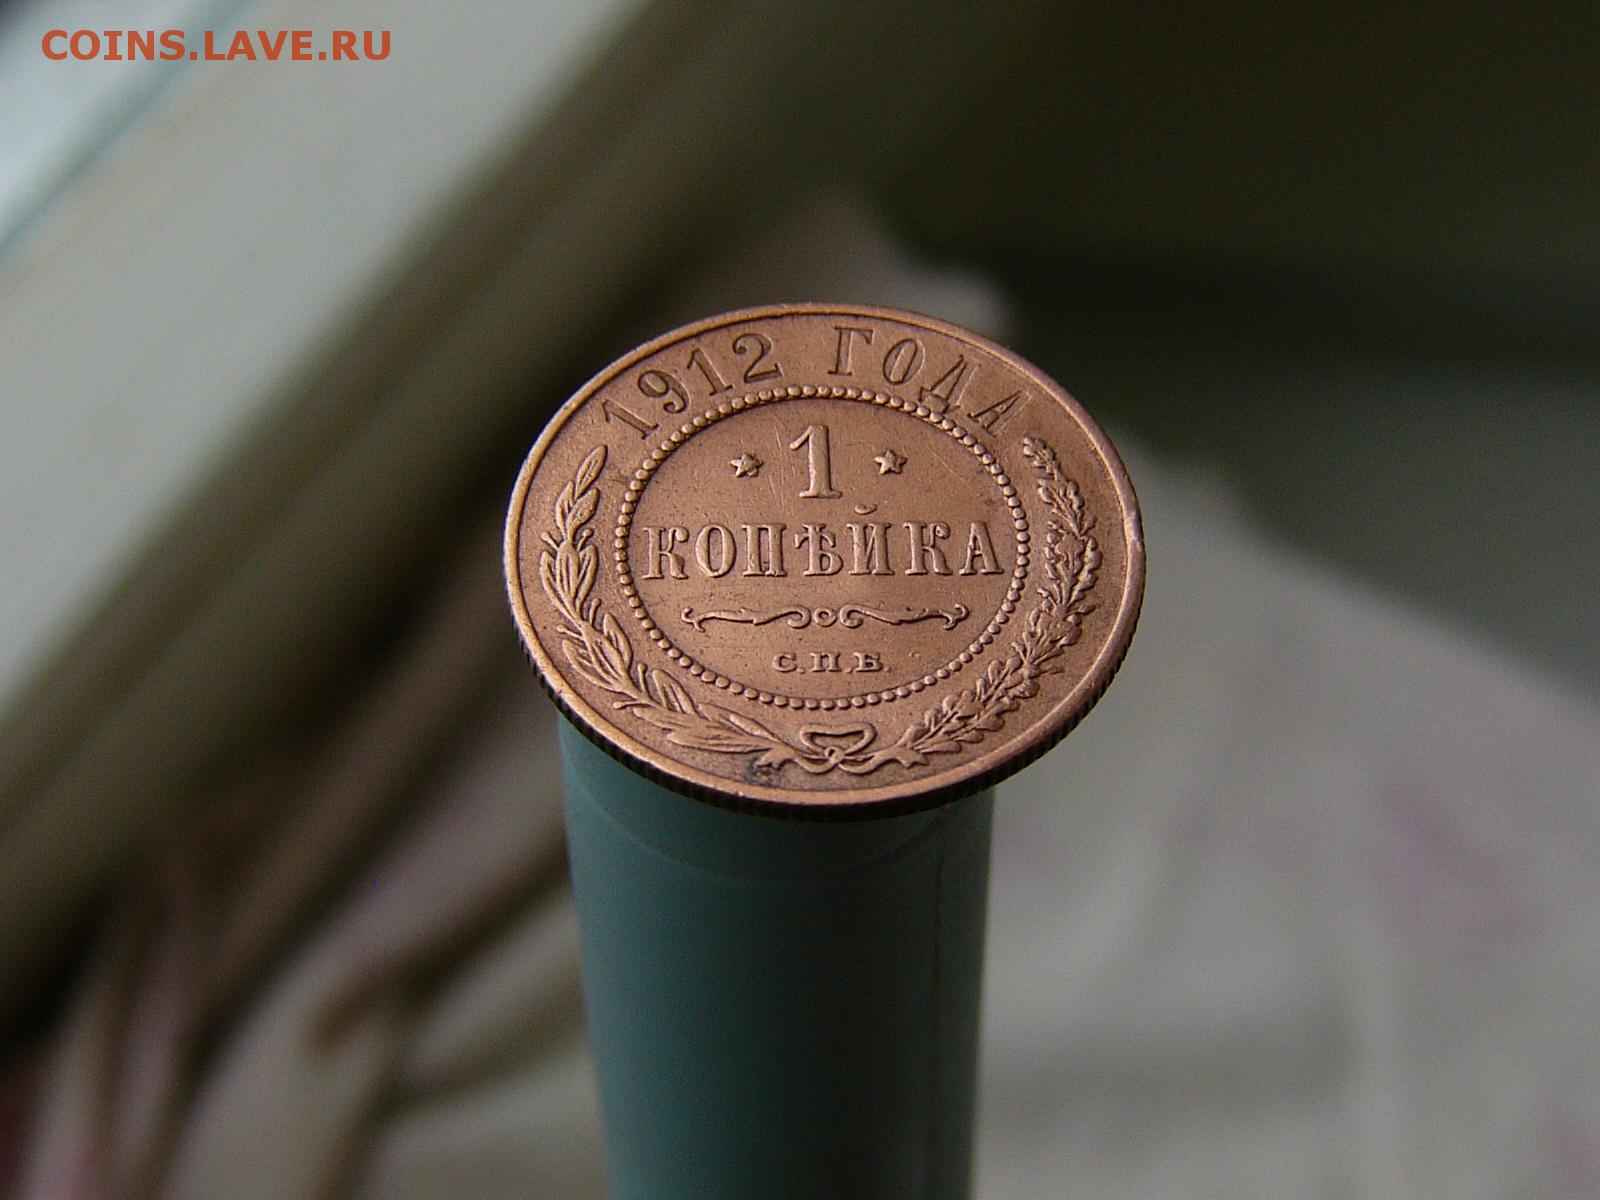 COINS.LAVE.RU
1912 ГОДА
1
КОПѢЙКА
С.П.Б.